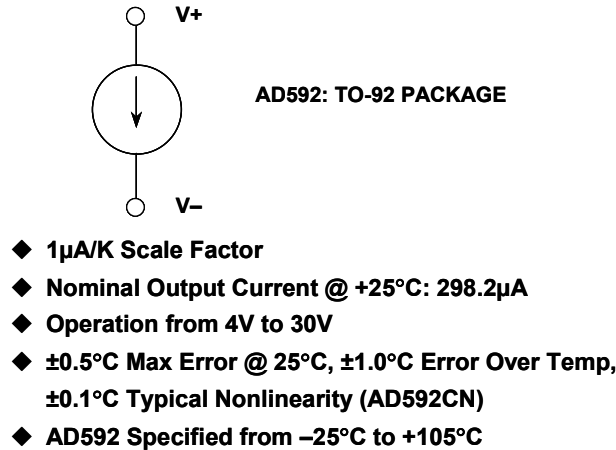 V+
AD592: TO-92 PACKAGE
V–
◆ 1µA/K Scale Factor
◆ Nominal Output Current @ +25°C: 298.2µA
◆ Operation from 4V to 30V
◆ ±0.5°C Max Error @ 25°C, ±1.0°C Error Over Temp,
±0.1°C Typical Nonlinearity (AD592CN)
◆ AD592 Specified from –25°C to +105°C